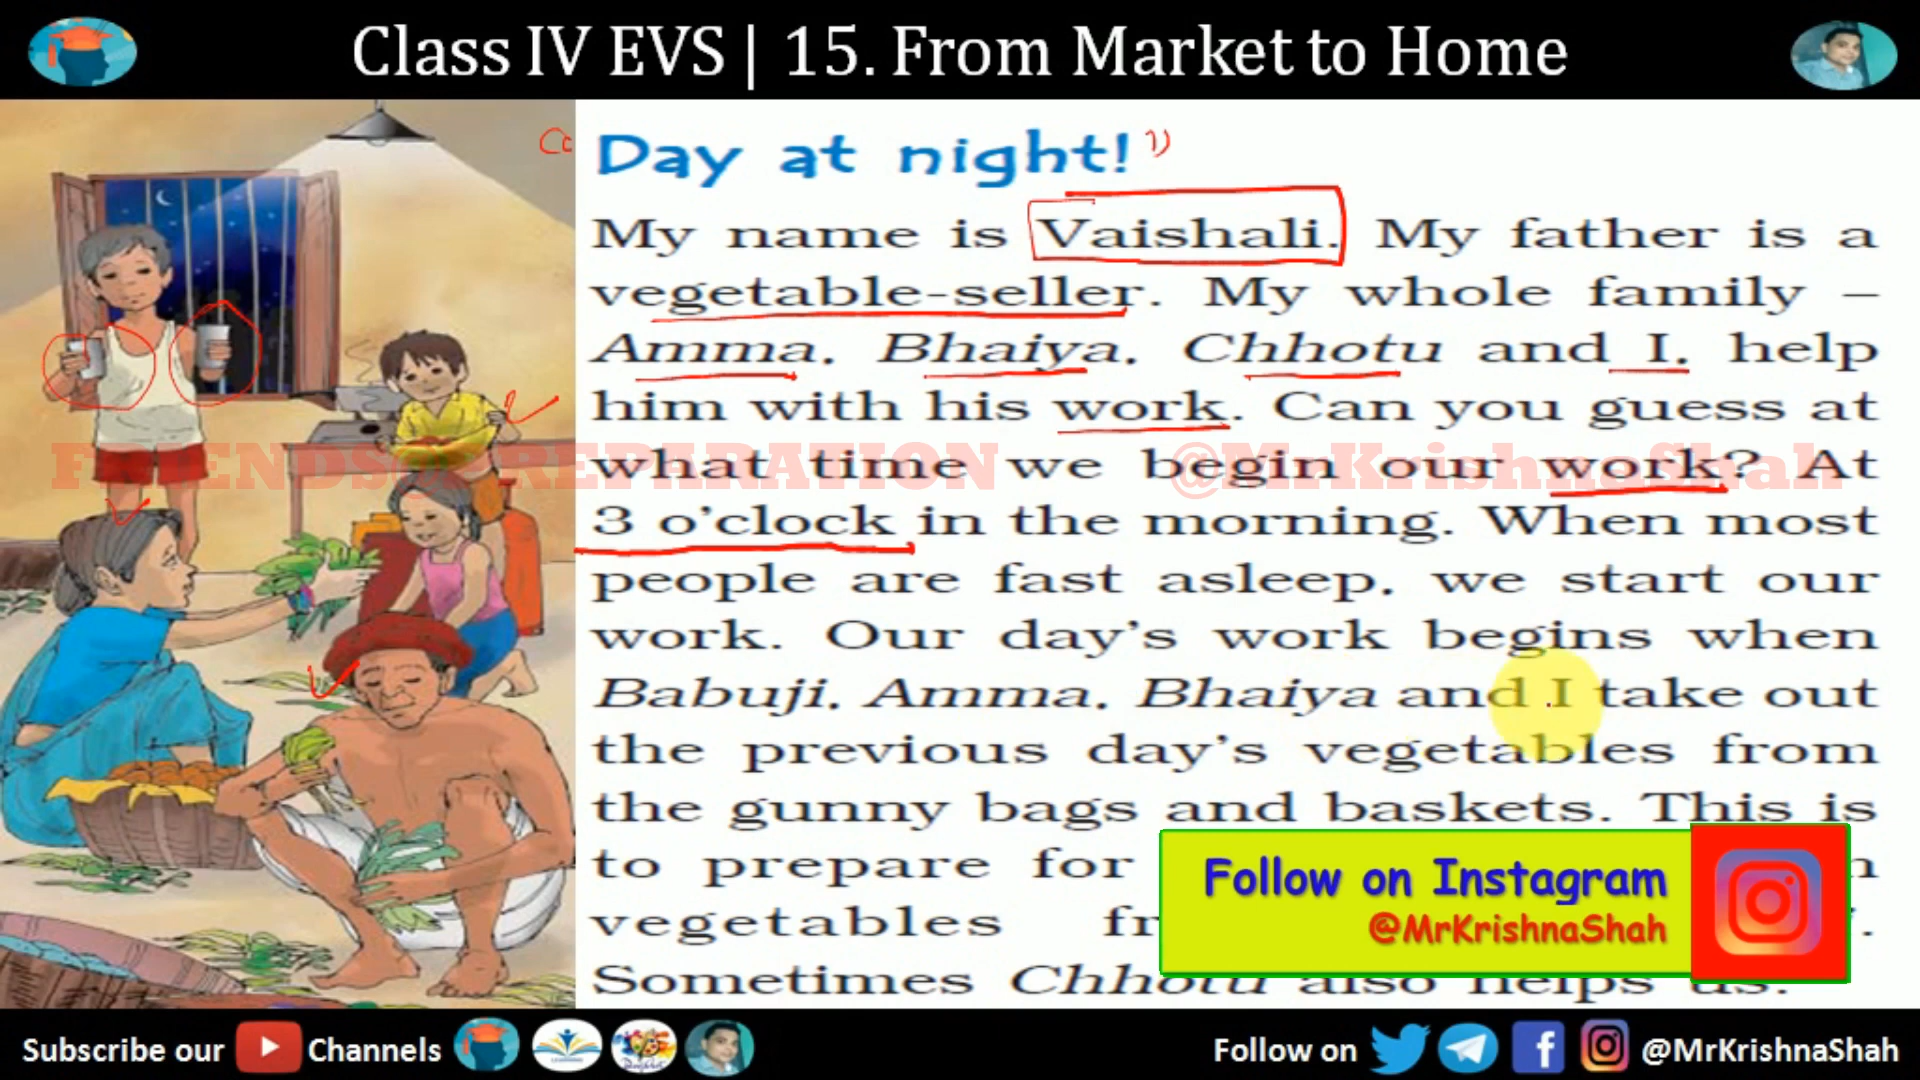 Class IV EVS | 15. From Market to Home
Day at night!
My name is Vaishali. My father is a
vegetable-seller. My whole family –
Amma, Bhaiya, Chhotu and I, help
him with his work. Can you guess at
what time we begin our work? At
3 o'clock in the morning. When most
people are fast asleep, we start our
work. Our day's work begins when
Babuji, Amma, Bhaiya and I take out
the previous day's vegetables from
the gunny bags and baskets. This is
to prepare for
vegetables
Sometimes Chhotu also helps us.
FRIENDSOFPREPARATION @MrKrishnaShah
Follow on Instagram
@MrKrishnaShah
Subscribe our Channels
Follow on @MrKrishnaShah